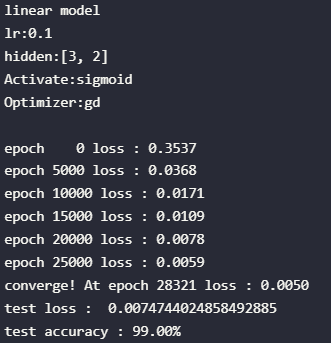 linear model
lr:0.1
hidden:[3, 2]
Activate:sigmoid
Optimizer:gd
epoch    0 loss : 0.3537
epoch 5000 loss : 0.0368
epoch 10000 loss : 0.0171
epoch 15000 loss : 0.0109
epoch 20000 loss : 0.0078
epoch 25000 loss : 0.0059
converge! At epoch 28321 loss : 0.0050
test loss :  0.0074744024858492885
test accuracy : 99.00%